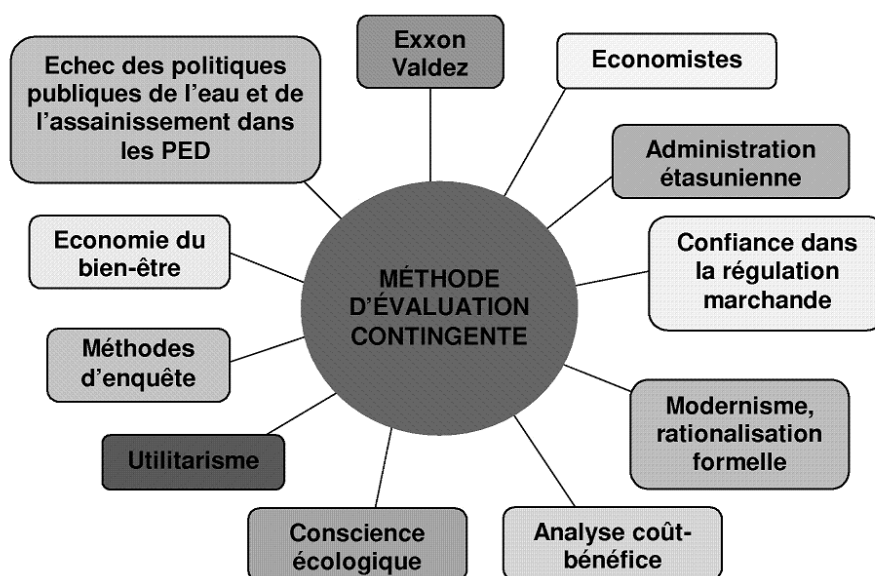 Exxon
Valdez
Economistes
Echec des politiques
publiques de l'eau et de
l'assainissement dans
les PED
Administration
étasunienne
Economie du
bien-être
Confiance dans
la régulation
marchande
MÉTHODE
D'ÉVALUATION
CONTINGENTE
Méthodes
d'enquête
Modernisme,
rationalisation
formelle
Utilitarisme
Conscience
écologique
Analyse coût-
bénéfice